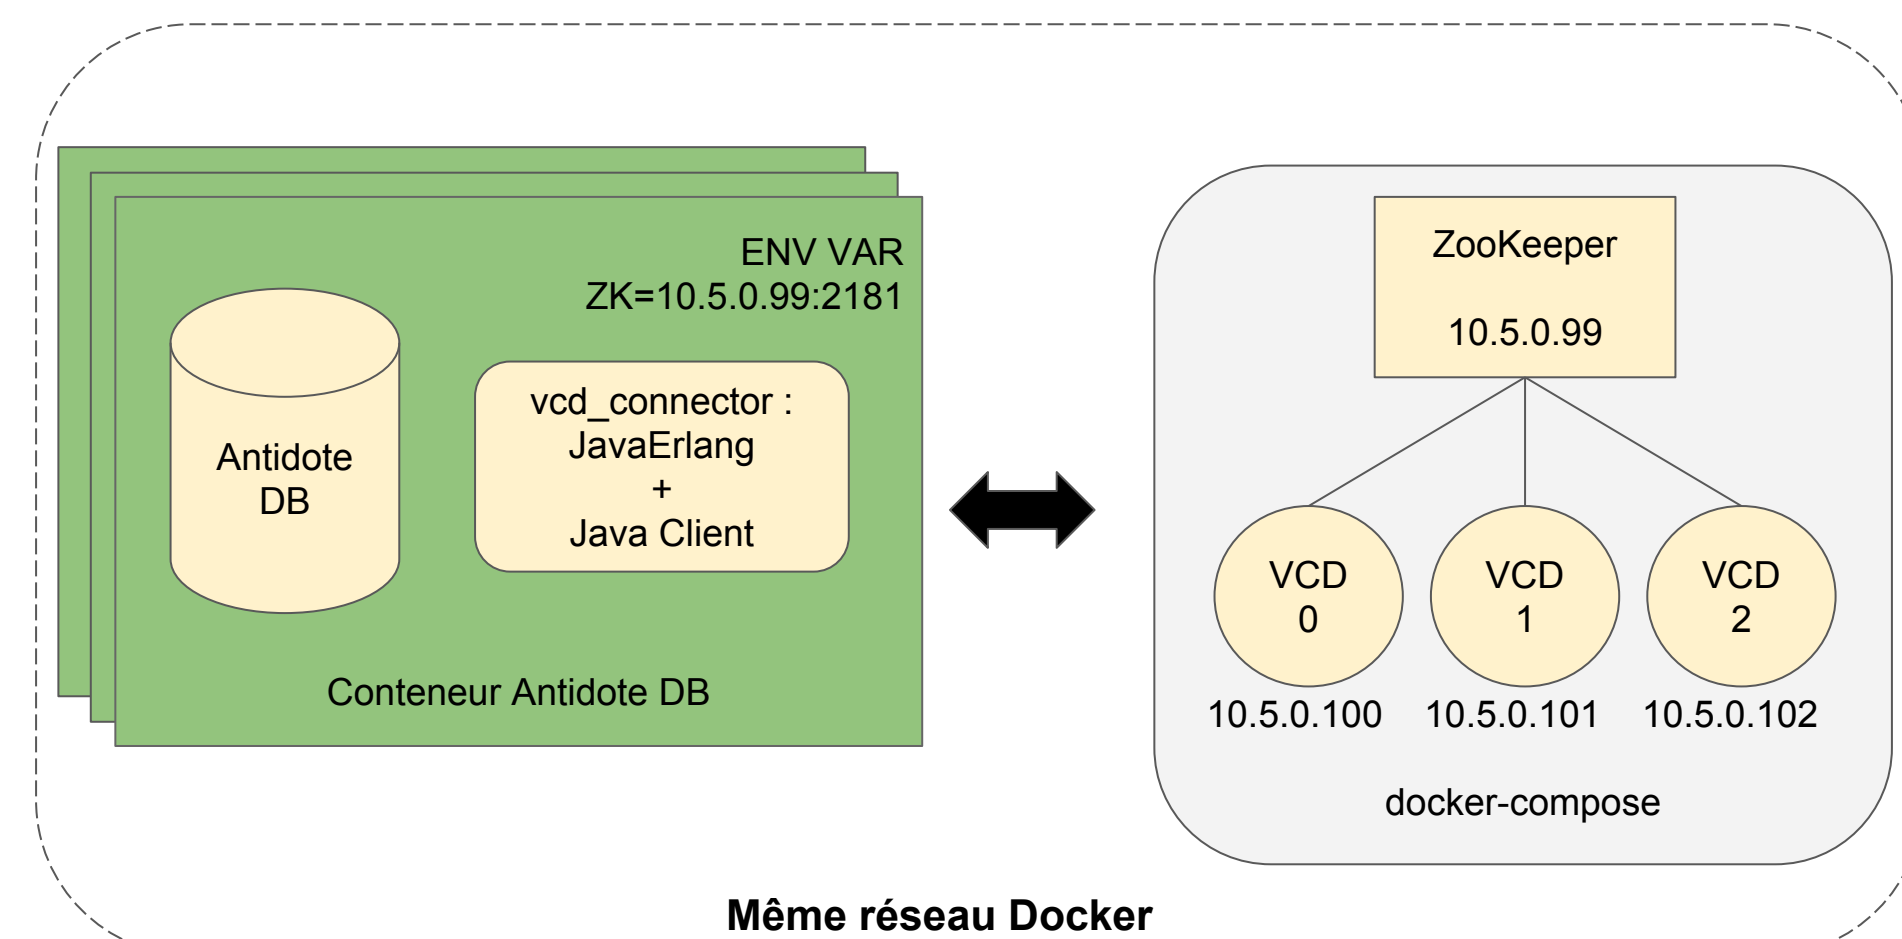 ENV VAR
ZK=10.5.0.99:2181
Antidote
DB
vcd_connector :
JavaErlang
+
Java Client
Conteneur Antidote DB
ZooKeeper
10.5.0.99
VCD
0
VCD
1
VCD
2
10.5.0.100
10.5.0.101
10.5.0.102
docker-compose
Même réseau Docker